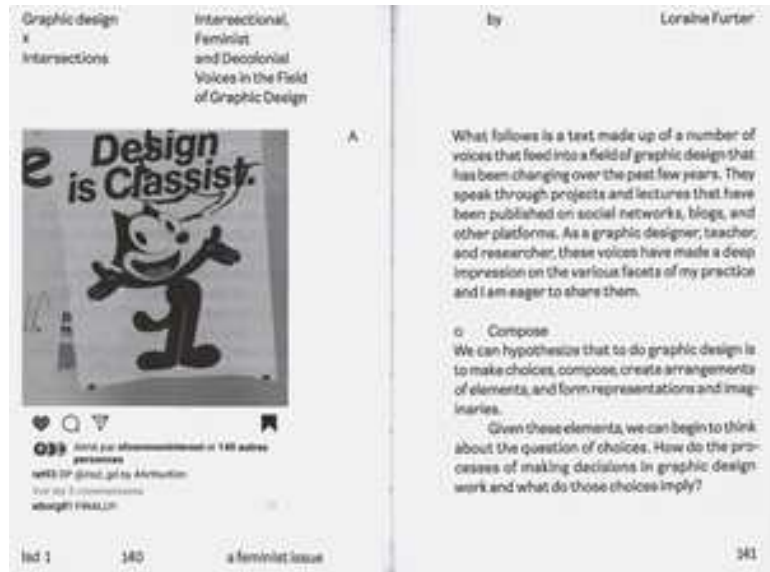 Graphic design
x
Intersections
Intersectional,
Feminist
and Decolonial
Voices in the Field
of Graphic Design
e
Design
is Classist.
A
et 140 autres
personnes
by
Loraine Furter
What follows is a text made up of a number of
voices that feed into a field of graphic design that
has been changing over the past few years. They
speak through projects and lectures that have
been published on social networks, blogs, and
other platforms. As a graphic designer, teacher,
and researcher, these voices have made a deep
impression on the various facets of my practice
and I am eager to share them.
o Compose
We can hypothesize that to do graphic design is
to make choices, compose, create arrangements
of elements, and form representations and imag-
inaries.
Given these elements, we can begin to think
about the question of choices. How do the pro-
cesses of making decisions in graphic design
work and what do those choices imply?
140
a feminist issue
141